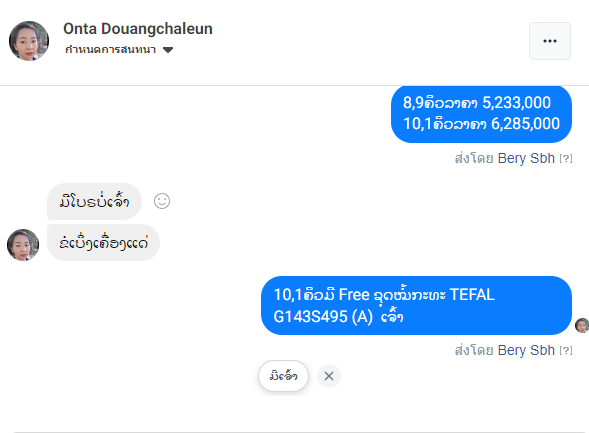 Onta Douangchaleun
กำหนดการสนทนา
8,9ຄິວລາຄາ 5,233,000
10,1ຄິວລາຄາ 6,285,000
ส่งโดย Bery Sbh [?]
ມີໂບຣບໍ່ເຈົ້າ
ຂໍເບິ່ງເຄື່ອງແດ່
10,1ຄິວມີ Free ຊຸດໝໍ້ກະທະ TEFAL
G143S495 (A) ເຈົ້າ
ส่งโดย Bery Sbh [?]
ມີເຈົ້າ